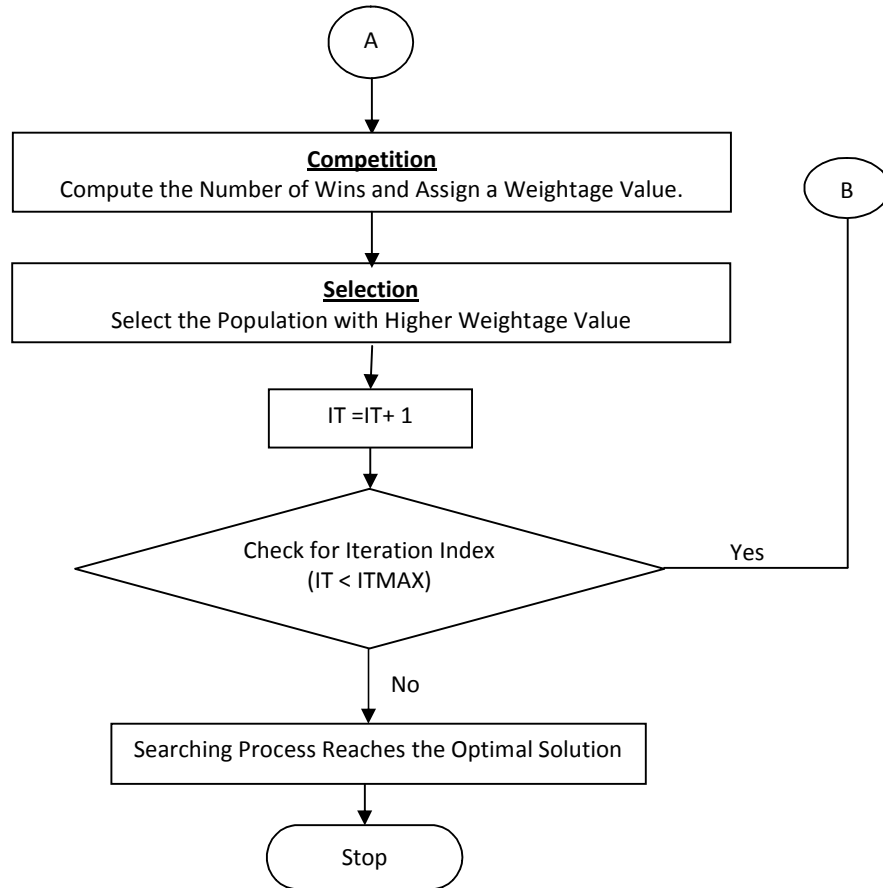 A
Competition
Compute the Number of Wins and Assign a Weightage Value.
B
Selection
Select the Population with Higher Weightage Value
IT =IT+ 1
Check for Iteration Index
(IT < ITMAX)
Yes
No
Searching Process Reaches the Optimal Solution
Stop